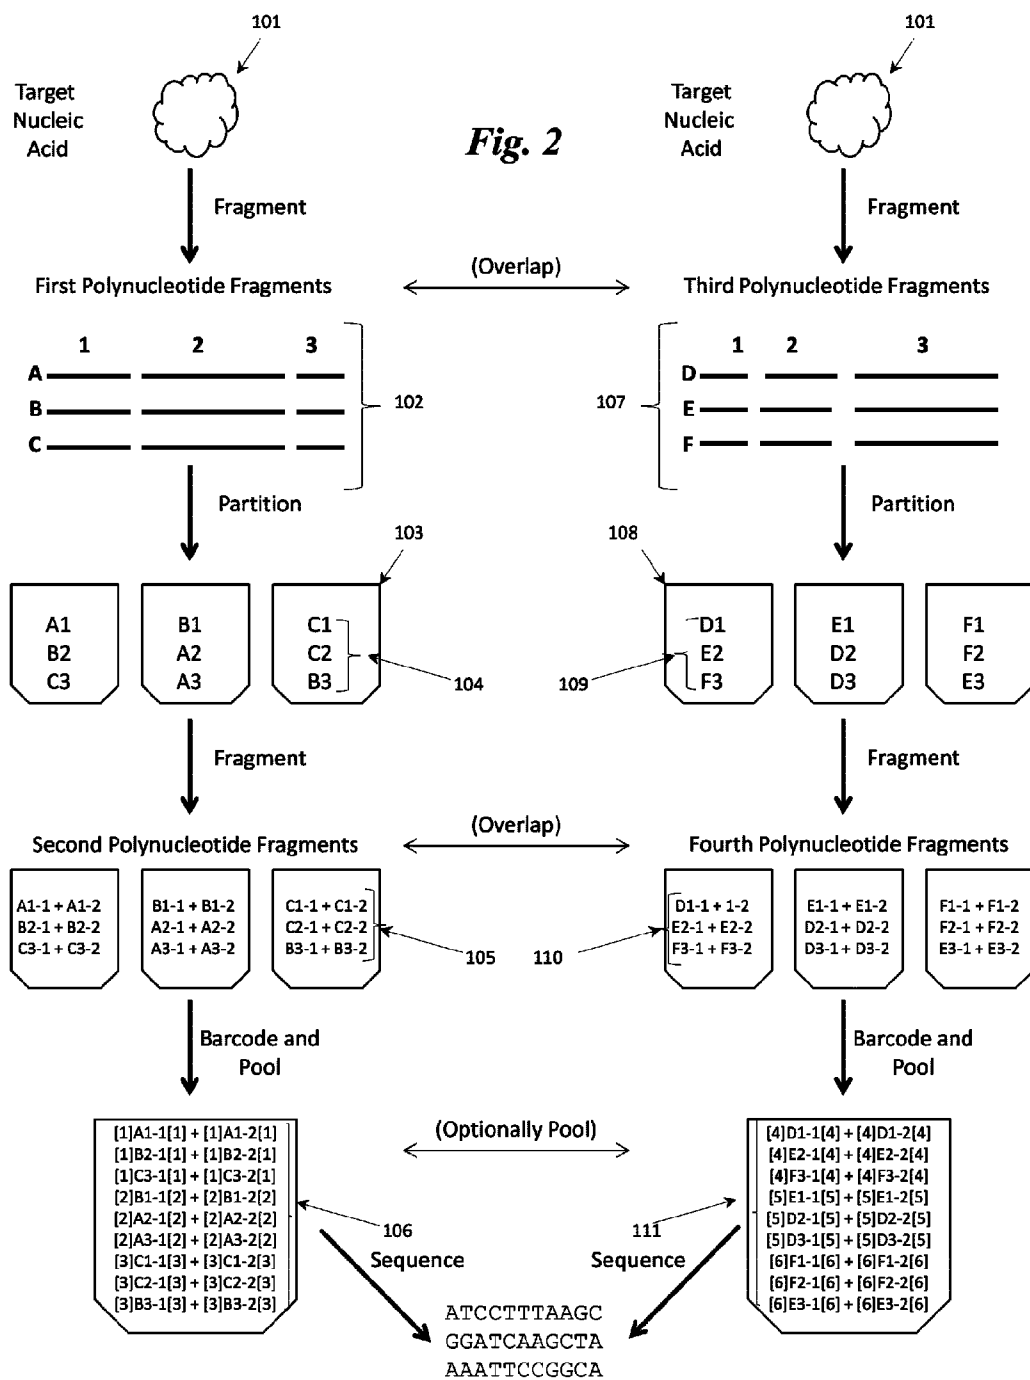 101
101
Target
Nucleic
Acid
Target
Nucleic
Acid
Fig. 2
Fragment
Fragment
First Polynucleotide Fragments
(Overlap)
Third Polynucleotide Fragments
1 2 3
1 2 3
A
B
C
D
E
F
102
107
Partition
Partition
103
108
A1
B2
C3
B1
A2
A3
C1
C2
B3
104
D1
E2
F3
109
E1
D2
D3
F1
F2
E3
Fragment
Fragment
Second Polynucleotide Fragments
(Overlap)
Fourth Polynucleotide Fragments
A1-1 + A1-2
B2-1 + B2-2
C3-1 + C3-2
B1-1 + B1-2
A2-1 + A2-2
A3-1 + A3-2
C1-1 + C1-2
C2-1 + C2-2
B3-1 + B3-2
105
110
D1-1 + 1-2
E2-1 + E2-2
F3-1 + F3-2
E1-1 + E1-2
D2-1 + D2-2
D3-1 + D3-2
F1-1 + F1-2
F2-1 + F2-2
E3-1 + E3-2
Barcode and
Pool
Barcode and
Pool
(Optionally Pool)
[1]A1-1[1] + [1]A1-2[1]
[1]B2-1[1] + [1]B2-2[1]
[1]C3-1[1] + [1]C3-2[1]
[2]B1-1[2] + [2]B1-2[2]
[2]A2-1[2] + [2]A2-2[2]
[2]A3-1[2] + [2]A3-2[2]
[3]C1-1[3] + [3]C1-2[3]
[3]C2-1[3] + [3]C2-2[3]
[3]B3-1[3] + [3]B3-2[3]
106
Sequence
111
Sequence
[4]D1-1[4] + [4]D1-2[4]
[4]E2-1[4] + [4]E2-2[4]
[4]F3-1[4] + [4]F3-2[4]
[5]E1-1[5] + [5]E1-2[5]
[5]D2-1[5] + [5]D2-2[5]
[5]D3-1[5] + [5]D3-2[5]
[6]F1-1[6] + [6]F1-2[6]
[6]F2-1[6] + [6]F2-2[6]
[6]E3-1[6] + [6]E3-2[6]
ATCCTTTAAGC
GGATCAAGCTA
AAATTCCGGCA